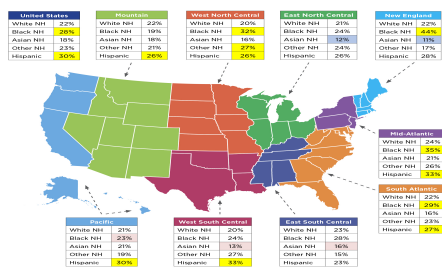 United States
White NH 22%
Black NH 28%
Asian NH 18%
Other NH 23%
Hispanic 30%
Mountain
White NH 22%
Black NH 19%
Asian NH 18%
Other NH 21%
Hispanic 26%
West North Central
White NH 20%
Black NH 32%
Asian NH 16%
Other NH 27%
Hispanic 26%
East North Central
White NH 21%
Black NH 24%
Asian NH 12%
Other NH 24%
Hispanic 26%
New England
White NH 22%
Black NH 44%
Asian NH 11%
Other NH 17%
Hispanic 28%
Mid-Atlantic
White NH 24%
Black NH 35%
Asian NH 21%
Other NH 26%
Hispanic 33%
South Atlantic
White NH 22%
Black NH 29%
Asian NH 16%
Other NH 23%
Hispanic 27%
Pacific
White NH 21%
Black NH 23%
Asian NH 21%
Other NH 19%
Hispanic 30%
West South Central
White NH 20%
Black NH 24%
Asian NH 13%
Other NH 27%
Hispanic 33%
East South Central
White NH 23%
Black NH 28%
Asian NH 16%
Other NH 15%
Hispanic 23%